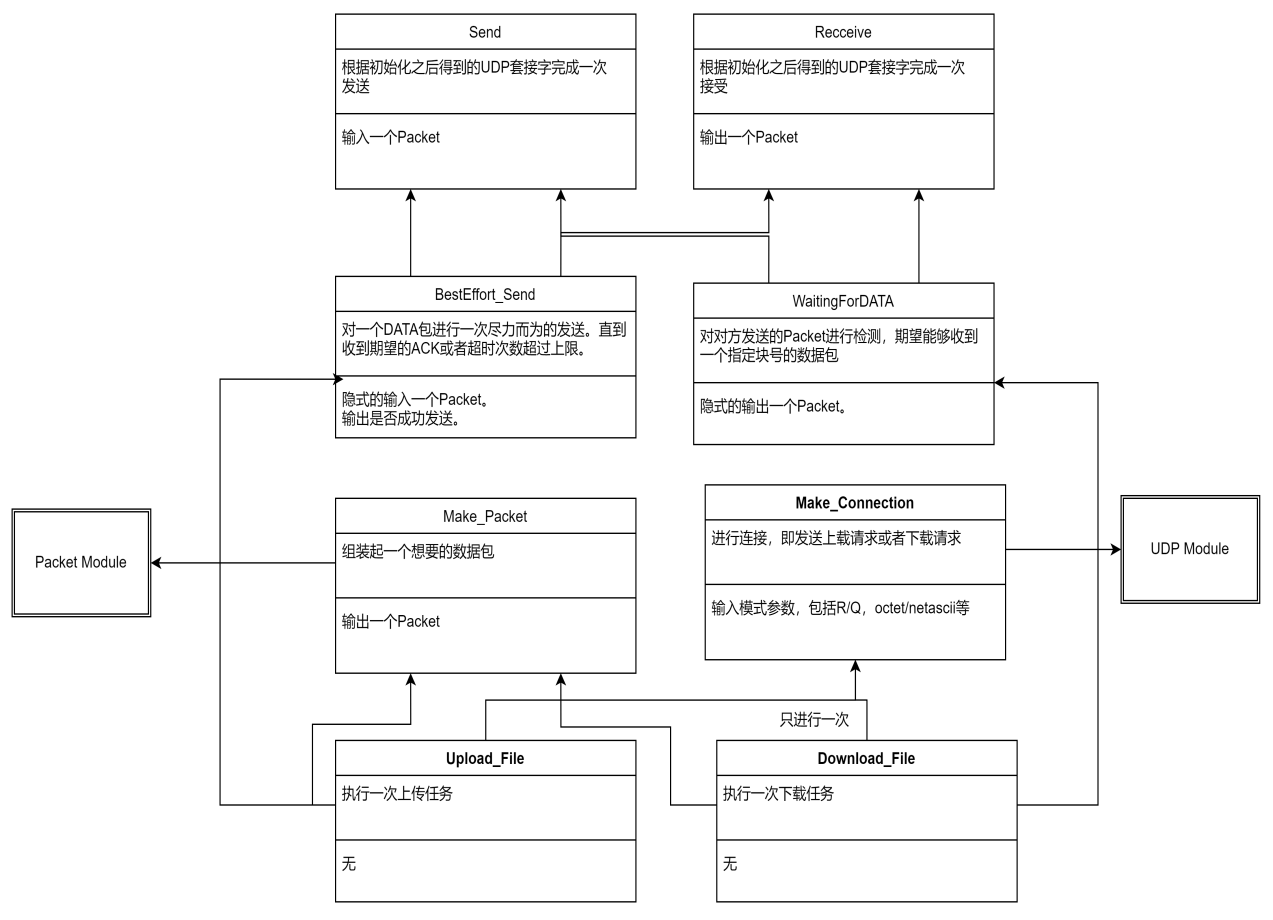 Send
根据初始化之后得到的UDP套接字完成一次
发送
输入一个Packet
Recceive
根据初始化之后得到的UDP套接字完成一次
接受
输出一个Packet
BestEffort_Send
对一个DATA包进行一次尽力而为的发送。直到
收到期望的ACK或者超时次数超过上限。
隐式的输入一个Packet。
输出是否成功发送。
WaitingForDATA
对对方发送的Packet进行检测，期望能够收到
一个指定块号的数据包
隐式的输出一个Packet。
Packet Module
Make_Packet
组装起一个想要的数据包
输出一个Packet
Make_Connection
进行连接，即发送上载请求或者下载请求
输入模式参数，包括R/Q，octet/netascii等
UDP Module
只进行一次
Upload_File
执行一次上传任务
无
Download_File
执行一次下载任务
无